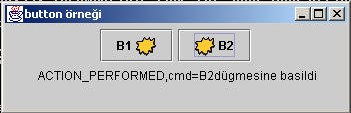 button örneği
B1 B2
ACTION_PERFORMED,cmd=B2dügmesine basildi